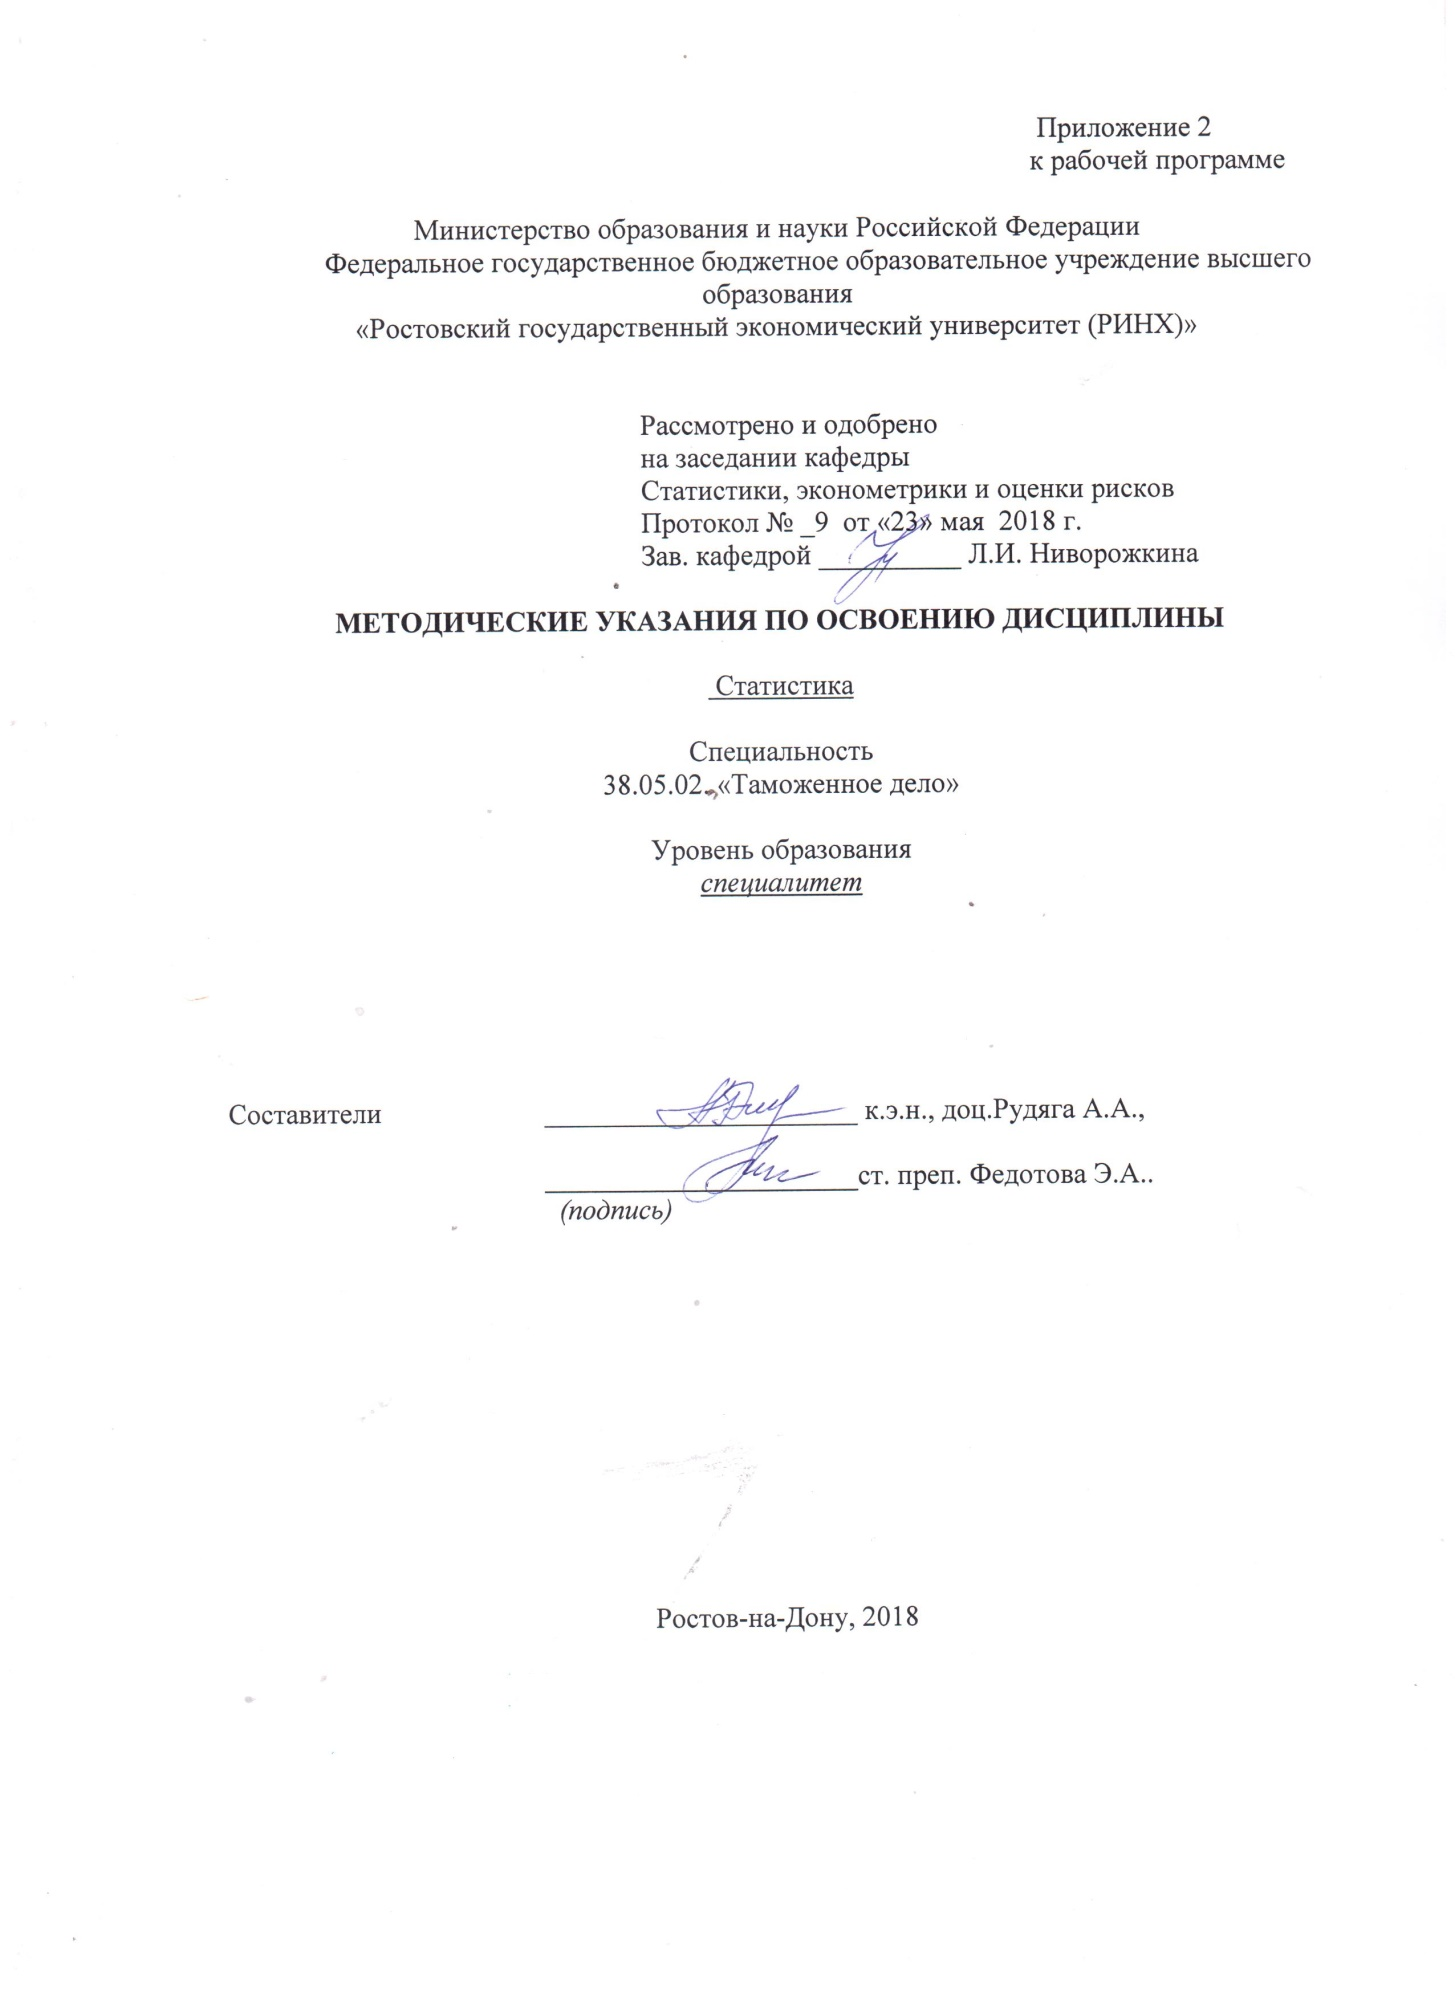 Приложение 2
к рабочей программе
Министерство образования и науки Российской Федерации
Федеральное государственное бюджетное образовательное учреждение высшего
образования
«Ростовский государственный экономический университет (РИНХ)»
Рассмотрено и одобрено
на заседании кафедры
Статистики, эконометрики и оценки рисков
Протокол № _9 от «23» мая 2018 г.
Зав. кафедрой __________ Л.И. Ниворожкина
МЕТОДИЧЕСКИЕ УКАЗАНИЯ ПО ОСВОЕНИЮ ДИСЦИПЛИНЫ
Статистика
Специальность
38.05.02. «Таможенное дело»
Уровень образования
специалитет
Составители ______________________ к.э.н., доц.Рудяга А.А.,
______________________ст. преп. Федотова Э.А..
(подпись)
Ростов-на-Дону, 2018